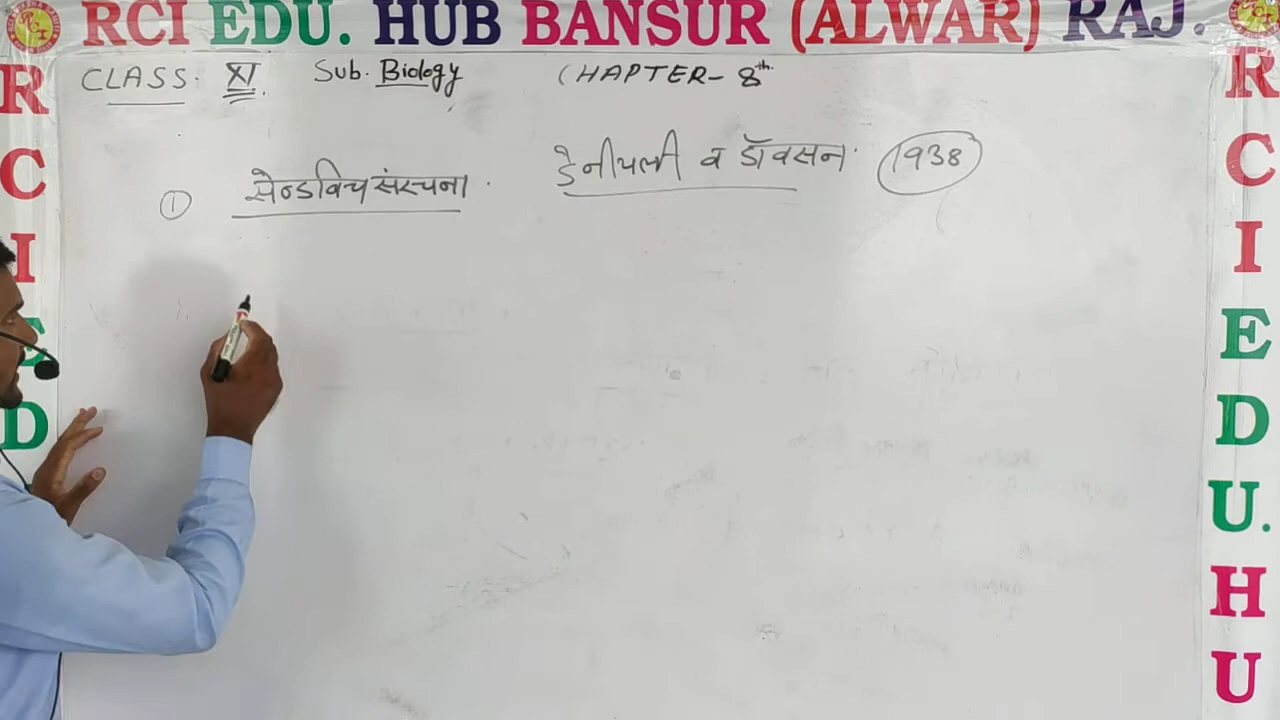 RCI EDU. HUB BANSUR (ALWAR) RAJ.
CLASS. XI. Sub. Biology CHAPTER- 8th.
① सेन्डविच संरचना. डेनीयली व डॉवसन. 1938
R
C
I
E
D
R
C
I
E
D
U.
H
U